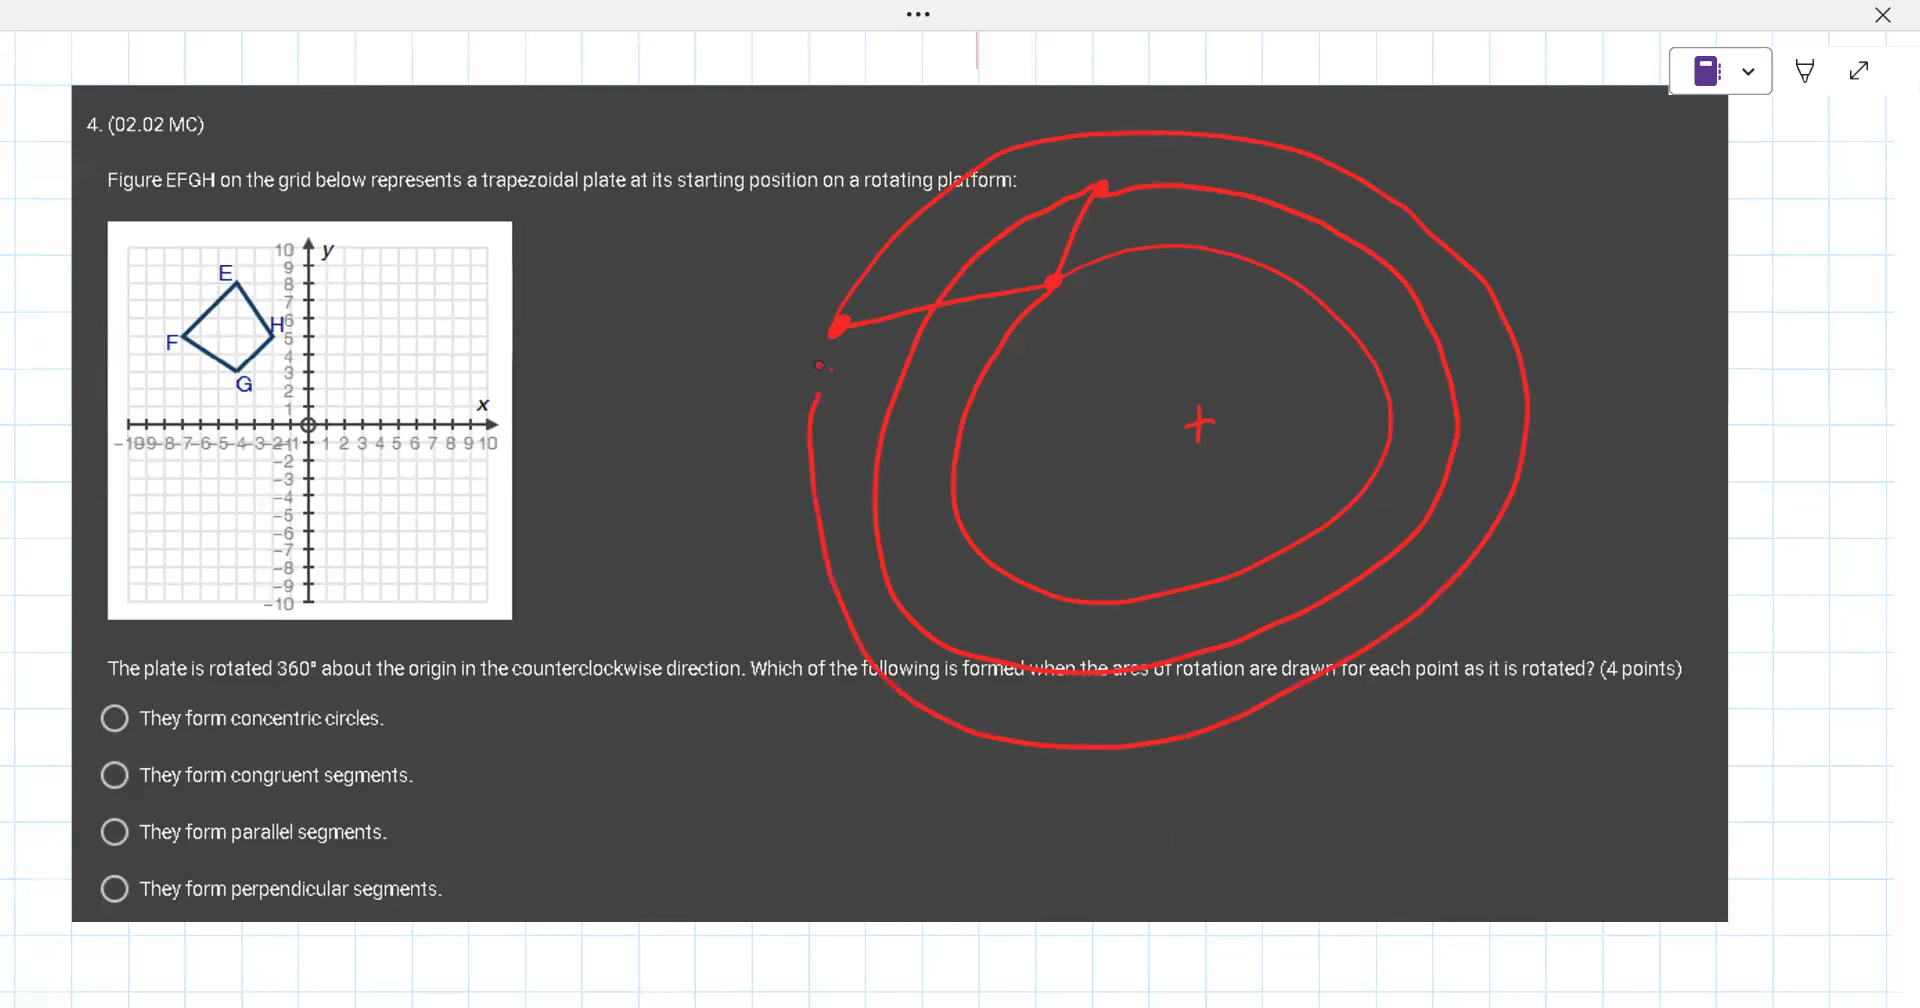 4. (02.02 MC)
Figure EFGH on the grid below represents a trapezoidal plate at its starting position on a rotating platform:
10 y
9
E 8
7
H 6
F 5
4
G 3
2
1 x
-10 -9 -8 -7 -6 -5 -4 -3 -2 -1 1 2 3 4 5 6 7 8 9 10
-2
-3
-4
-5
-6
-7
-8
-9
-10
The plate is rotated 360° about the origin in the counterclockwise direction. Which of the following is formed when the arcs of rotation are drawn for each point as it is rotated? (4 points)
They form concentric circles.
They form congruent segments.
They form parallel segments.
They form perpendicular segments.